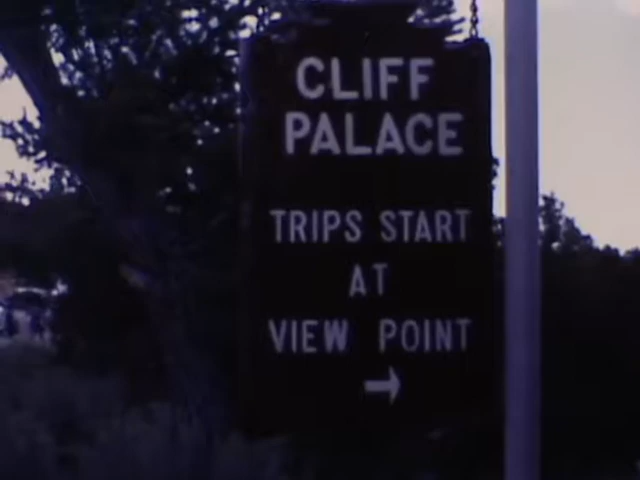 CLIFF
PALACE
TRIPS START
AT
VIEW POINT
→